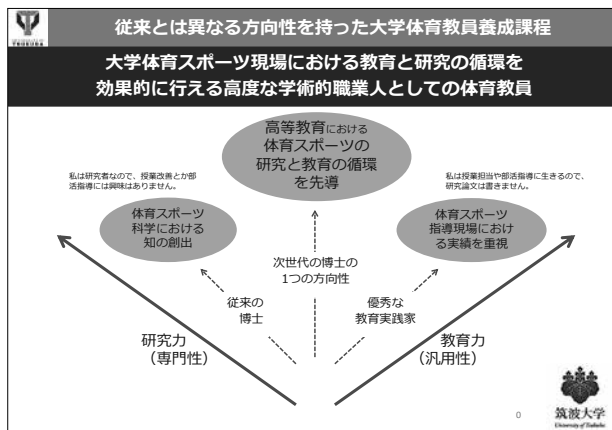 従来とは異なる方向性を持った大学体育教員養成課程
大学体育スポーツ現場における教育と研究の循環を
効果的に行える高度な学術的職業人としての体育教員
高等教育における
体育スポーツの
研究と教育の循環
を先導
私は研究者なので、授業改善とか部
活指導には興味はありません。
私は授業担当や部活指導に生きるので、
研究論文は書きません。
体育スポーツ
科学における
知の創出
体育スポーツ
指導現場におけ
る実績を重視
次世代の博士の
1つの方向性
従来の
博士
優秀な
教育実践家
研究力
（専門性）
教育力
（汎用性）
0
筑波大学
University of Tsukuba